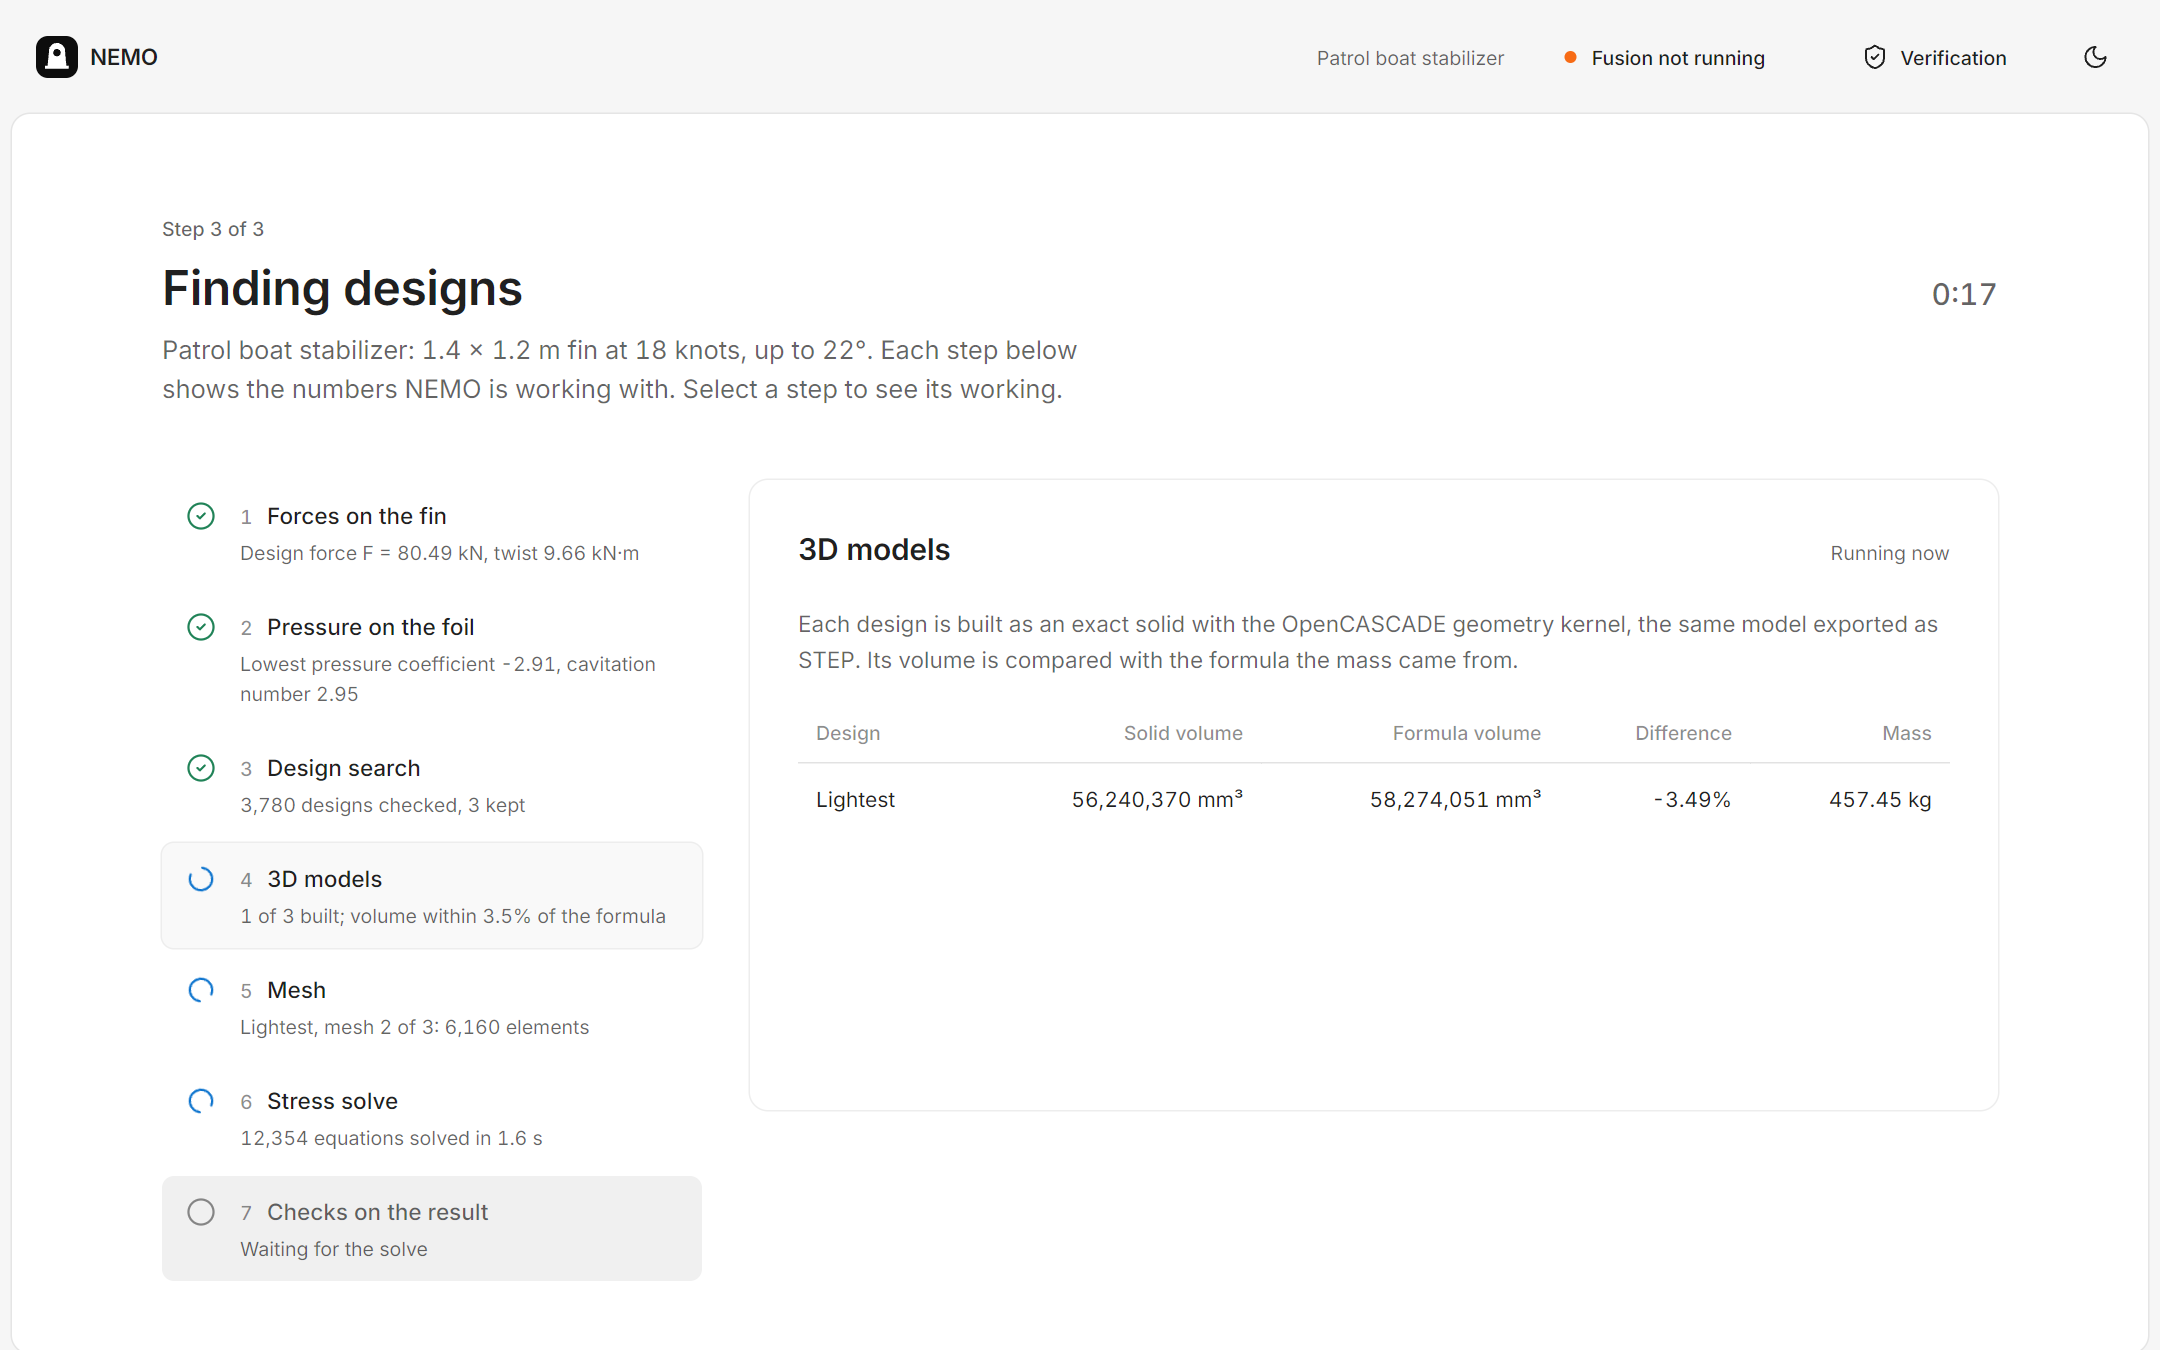 NEMO
Patrol boat stabilizer
Fusion not running
Verification
Step 3 of 3
Finding designs
0:17
Patrol boat stabilizer: 1.4 × 1.2 m fin at 18 knots, up to 22°. Each step below
shows the numbers NEMO is working with. Select a step to see its working.
1 Forces on the fin
Design force F = 80.49 kN, twist 9.66 kN·m
2 Pressure on the foil
Lowest pressure coefficient -2.91, cavitation
number 2.95
3 Design search
3,780 designs checked, 3 kept
4 3D models
1 of 3 built; volume within 3.5% of the formula
5 Mesh
Lightest, mesh 2 of 3: 6,160 elements
6 Stress solve
12,354 equations solved in 1.6 s
7 Checks on the result
Waiting for the solve
3D models
Running now
Each design is built as an exact solid with the OpenCASCADE geometry kernel, the same model exported as
STEP. Its volume is compared with the formula the mass came from.
Design Solid volume Formula volume Difference Mass
Lightest 56,240,370 mm³ 58,274,051 mm³ -3.49% 457.45 kg